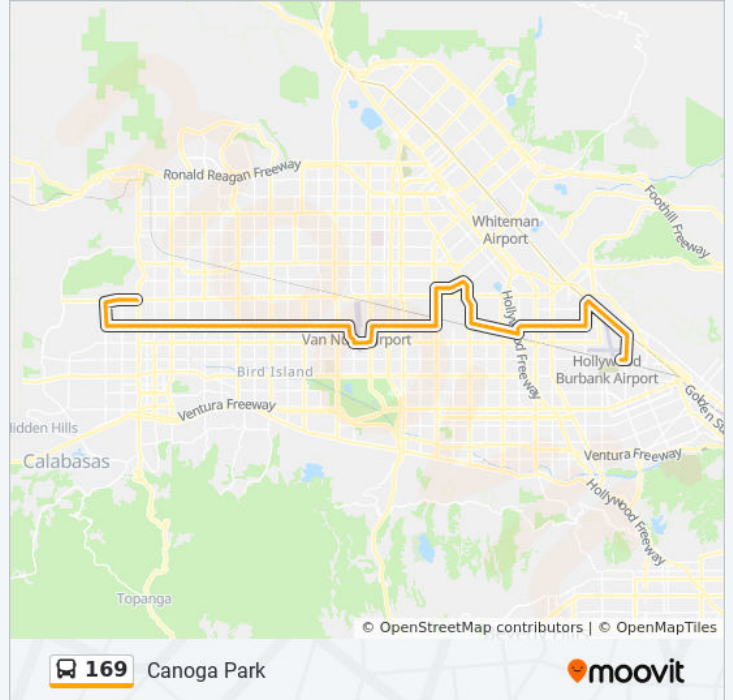 Ronald Reagan Freeway
Foothill Freeway
Whiteman
Airport
Hollywood Freeway
Van Nuys Airport
Hollywood
Burbank Airport
Bird Island
Golden
Ventura Freeway
Hidden Hills
Calabasas
Ventura Freeway
Hollywood Freeway
Topanga
© OpenStreetMap contributors | © OpenMapTiles
169 Canoga Park
moovit